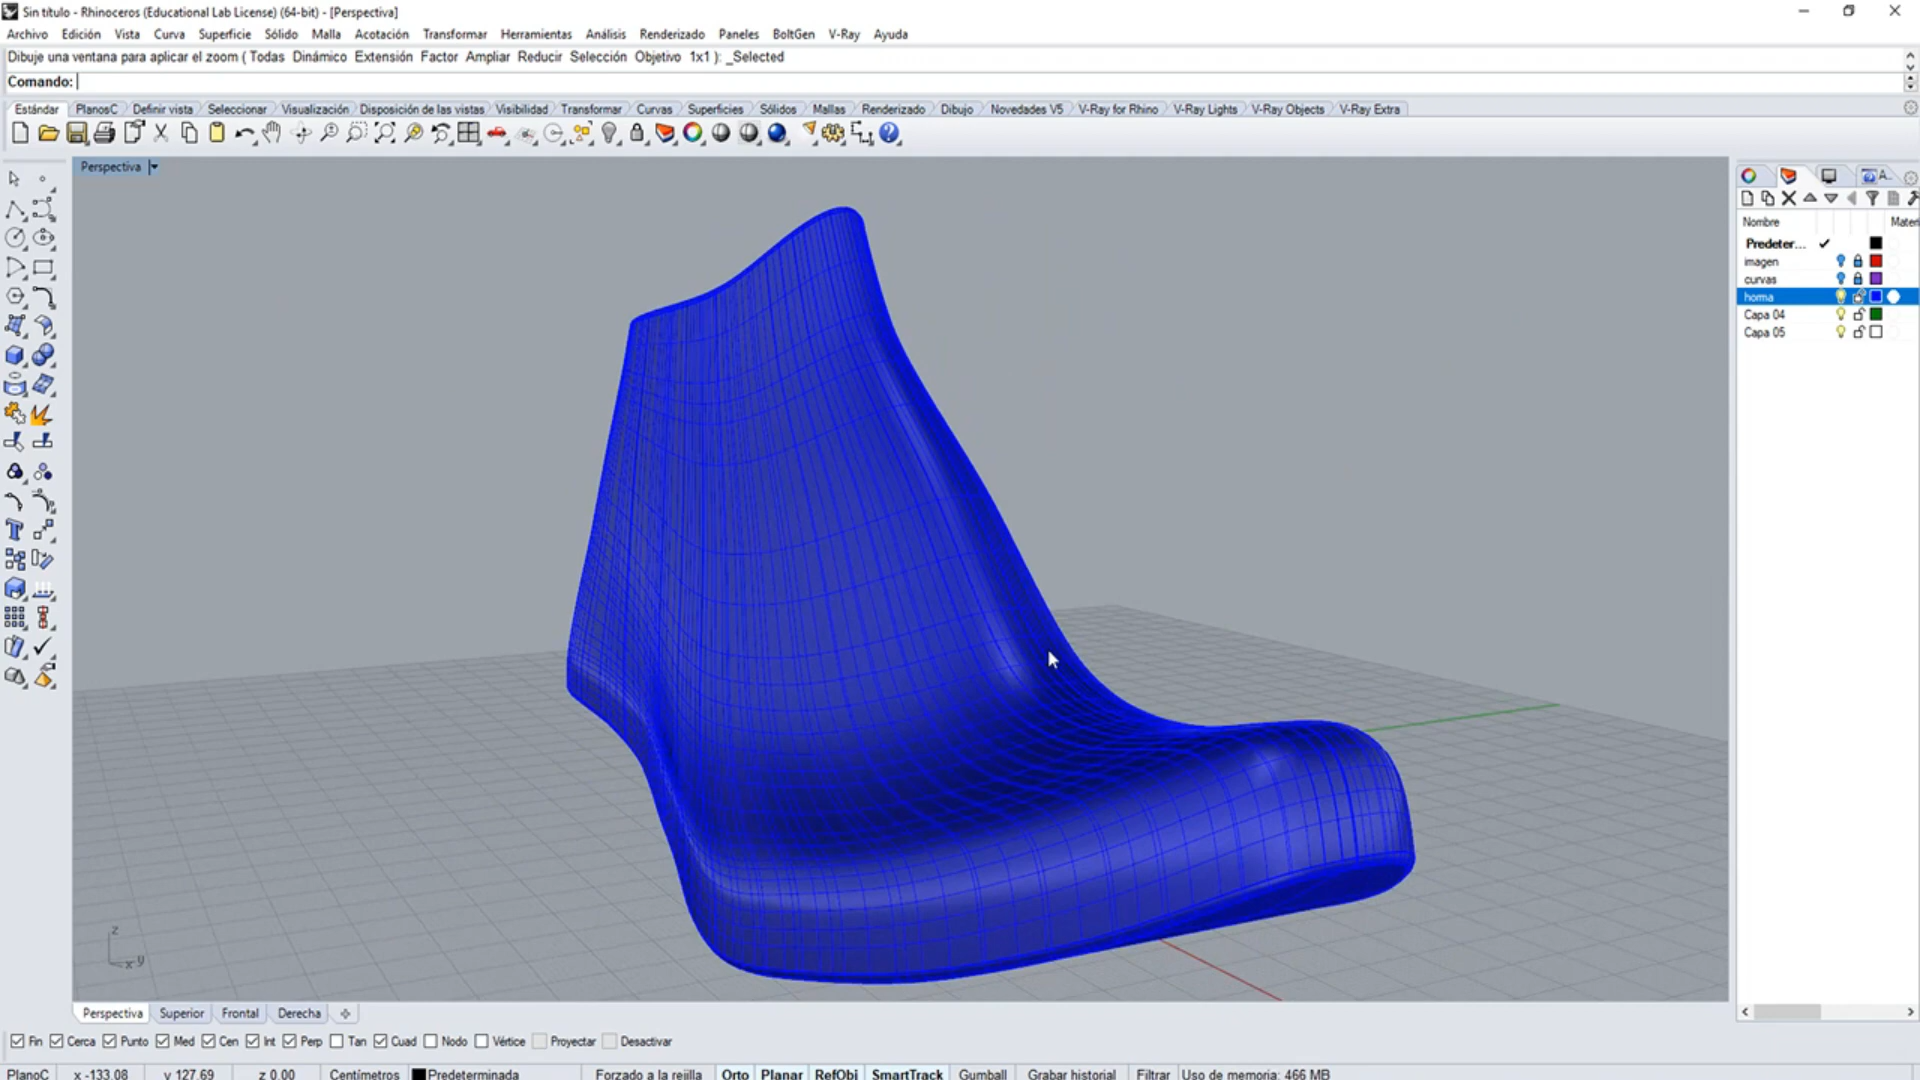 Sin título - Rhinoceros (Educational Lab License) (64-bit) - [Perspectiva]
Archivo Edición Vista Curva Superficie Sólido Malla Acotación Transformar Herramientas Análisis Renderizado Paneles BoltGen V-Ray Ayuda
Dibuje una ventana para aplicar el zoom ( Todas Dinámico Extensión Factor Ampliar Reducir Selección Objetivo 1x1 ): _Selected
Comando:
Estándar PlanosC Definir vista Seleccionar Visualización Disposición de las vistas Visibilidad Transformar Curvas Superficies Sólidos Mallas Renderizado Dibujo Novedades V5 V-Ray for Rhino V-Ray Lights V-Ray Objects V-Ray Extra
Perspectiva
A...
Nombre Materi
Predeter...
imagen
curvas
horma
Capa 04
Capa 05
z
x y
Perspectiva Superior Frontal Derecha
Fin Cerca Punto Med Cen Int Perp Tan Cuad Nodo Vértice Proyectar Desactivar
PlanoC x -133.08 y 127.69 z 0.00 Centímetros Predeterminada Forzado a la rejilla Orto Planar RefObj SmartTrack Gumball Grabar historial Filtrar Uso de memoria: 466 MB